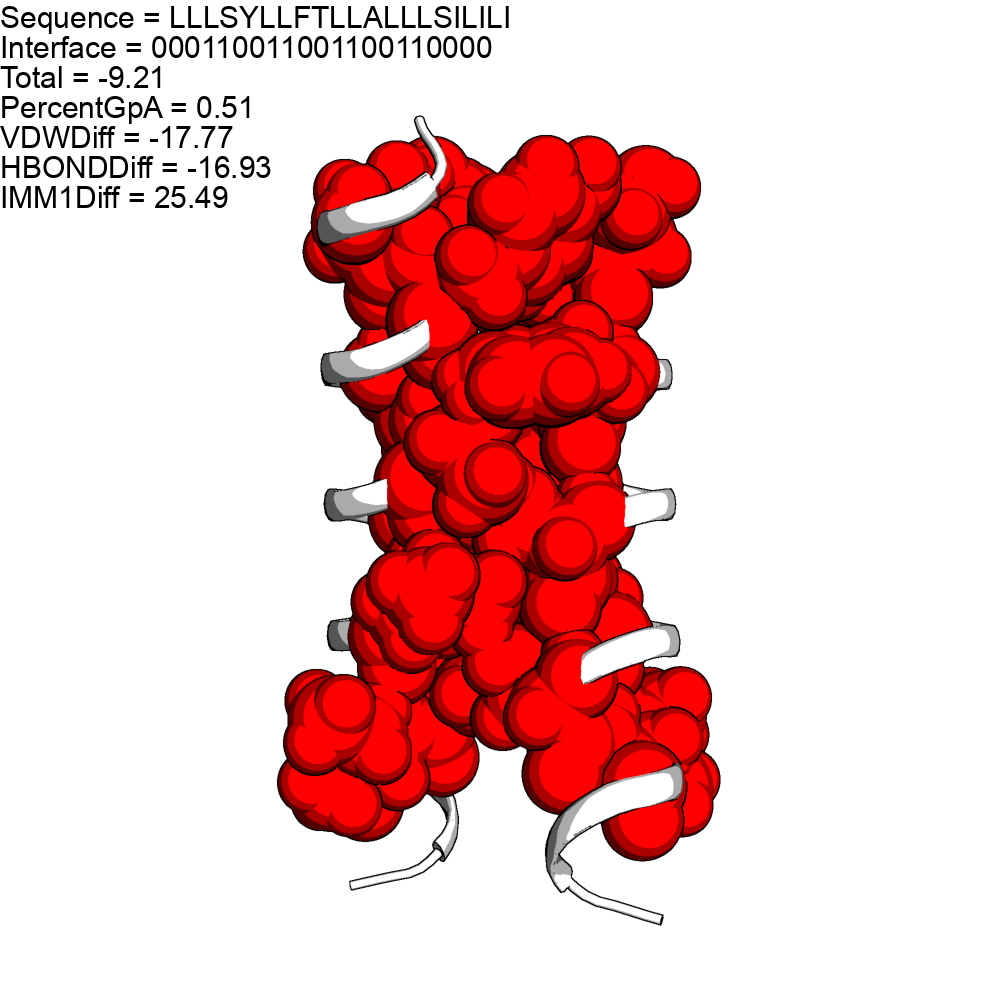 Sequence = LLLSYLLFTLLALLLSILILI
Interface = 000110011001100110000
Total = -9.21
PercentGpA = 0.51
VDWDiff = -17.77
HBONDDiff = -16.93
IMM1Diff = 25.49